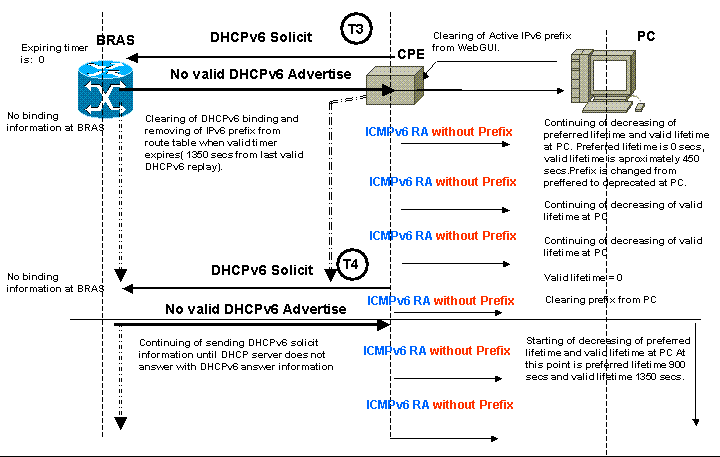 DHCPv6 Solicit
T3
BRAS
PC
Expiring timer
is: 0
CPE
Clearing of Active IPv6 prefix
from WebGUI.
No valid DHCPv6 Advertise
No binding
information at BRAS
Clearing of DHCPv6 binding and
removing of IPv6 prefix from
route table when valid timer
expires( 1350 secs from last valid
DHCPv6 replay).
ICMPv6 RA without Prefix
Continuing of decreasing of
preferred lifetime and valid lifetime
at PC. Preferred lifetime is 0 secs,
valid lifetime is aproximately 450
secs.Prefix is changed from
preffered to deprecated at PC.
ICMPv6 RA without Prefix
Continuing of decreasing of valid
lifetime at PC
ICMPv6 RA without Prefix
Continuing of decreasing of valid
lifetime at PC
No binding
information at BRAS
DHCPv6 Solicit
T4
Valid lifetime = 0
No valid DHCPv6 Advertise
ICMPv6 RA without Prefix
Clearing prefix from PC
Continuing of sending DHCPv6 solicit
information until DHCP server does not
answer with DHCPv6 answer information
ICMPv6 RA without Prefix
Starting of decreasing of preferred
lifetime and valid lifetime at PC At
this point is preferred lifetime 900
secs and valid lifetime 1350 secs.
ICMPv6 RA without Prefix